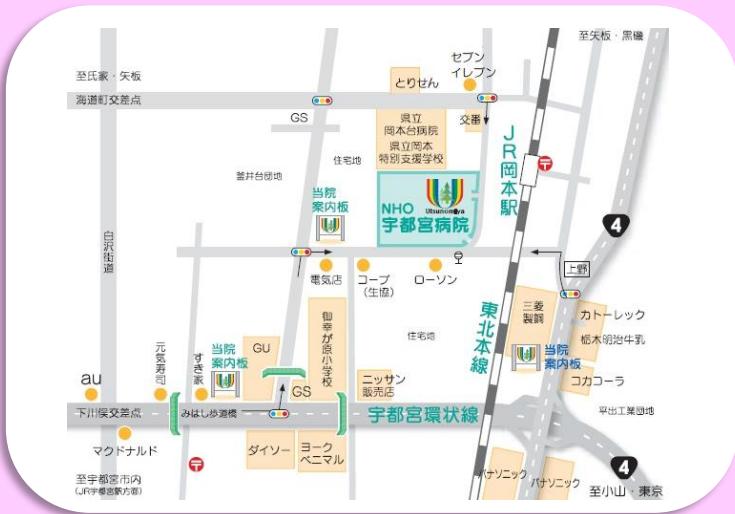 至矢板・黒磯
セブン
イレブン
とりせん
至氏家・矢板
海道町交差点
GS
県立
岡本台病院
県立岡本
特別支援学校
交番
JR岡本駅
住宅地
釜井台団地
当院
案内板
NHO
Utsunomiya
宇都宮病院
4
白沢街道
上野
電気店
コープ
(生協)
ローソン
三菱
製鋼
カトーレック
栃木明治牛乳
東北本線
御幸が原小学校
住宅地
元気寿司
すき家
当院
案内板
GU
当院
案内板
au
GS
ニッサン
販売店
コカコーラ
下川俣交差点
みはし歩道橋
宇都宮環状線
平出工業団地
マクドナルド
ダイソー
ヨーク
ベニマル
4
至宇都宮市内
(JR宇都宮駅方面)
パナソニック
パナソニック
至小山・東京